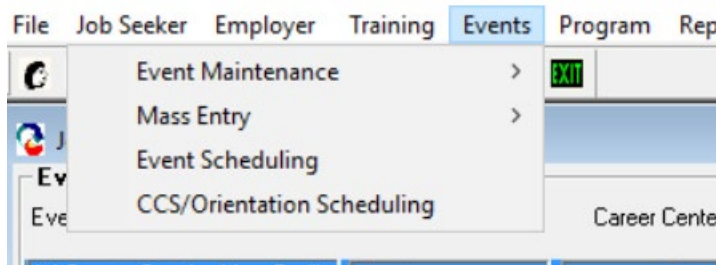 File Job Seeker Employer Training Events Program Rep
Event Maintenance
EXIT
Mass Entry
Event Scheduling
Ev
CCS/Orientation Scheduling
Eve
Career Cente